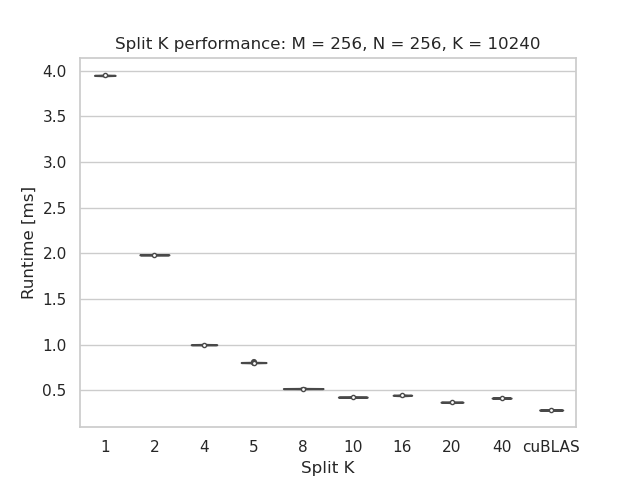 Split K performance: M = 256, N = 256, K = 10240
Runtime [ms]
4.0
3.5
3.0
2.5
2.0
1.5
1.0
0.5
1 2 4 5 8 10 16 20 40 cuBLAS
Split K